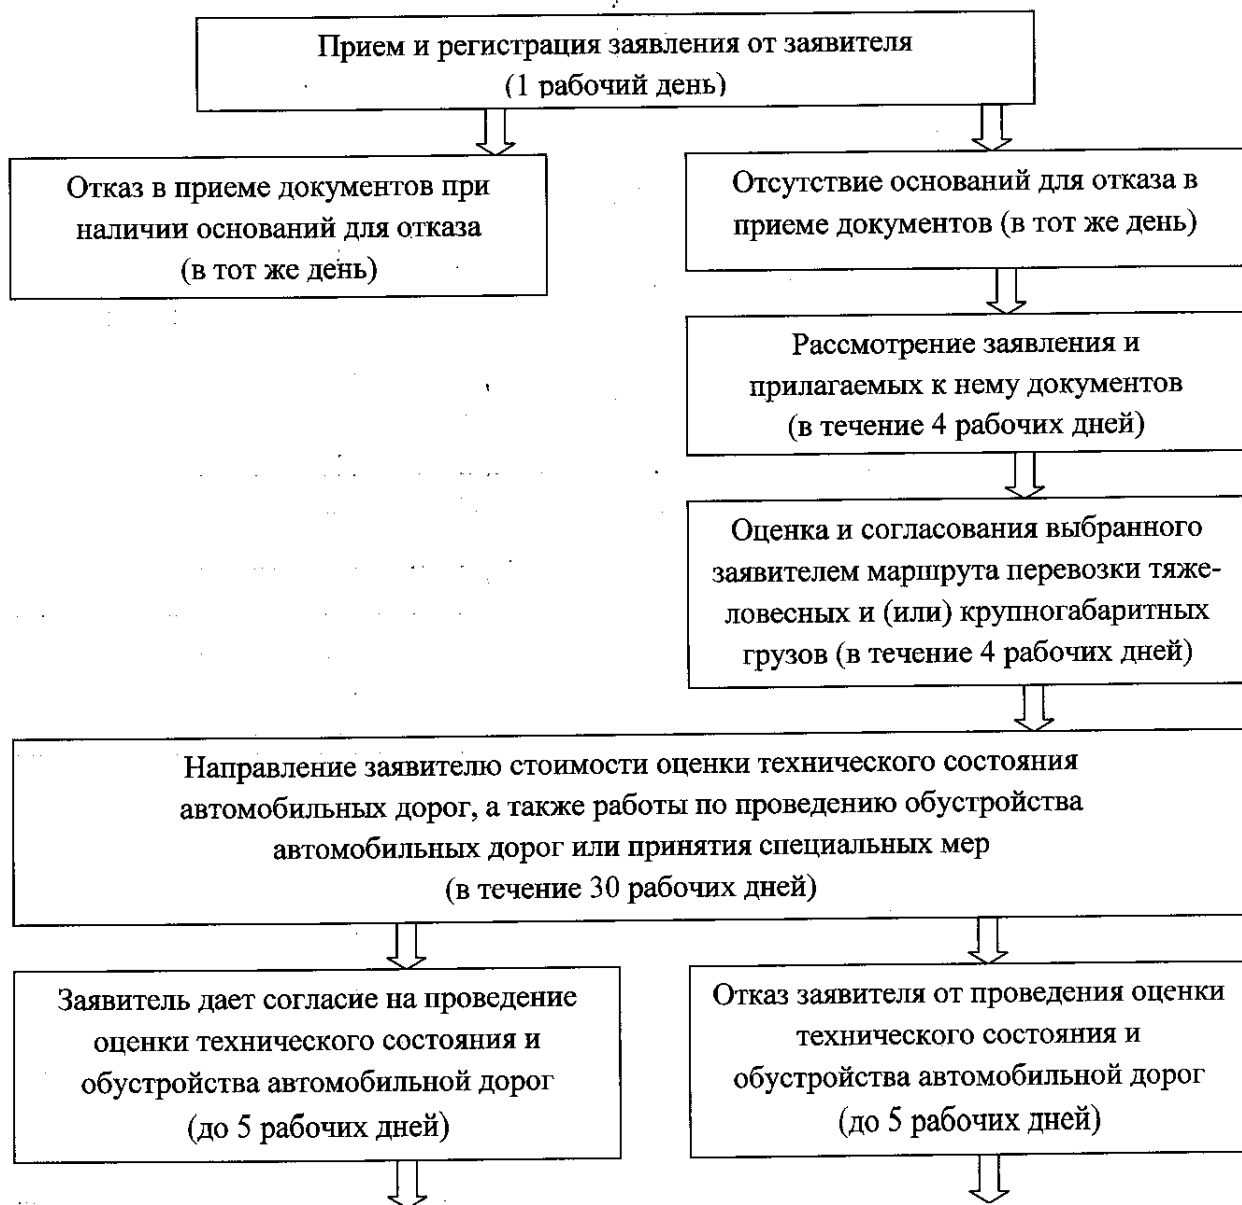 Прием и регистрация заявления от заявителя
(1 рабочий день)
Отказ в приеме документов при
наличии оснований для отказа
(в тот же день)
Отсутствие оснований для отказа в
приеме документов (в тот же день)
Рассмотрение заявления и
прилагаемых к нему документов
(в течение 4 рабочих дней)
Оценка и согласования выбранного
заявителем маршрута перевозки тяже-
ловесных и (или) крупногабаритных
грузов (в течение 4 рабочих дней)
Направление заявителю стоимости оценки технического состояния
автомобильных дорог, а также работы по проведению обустройства
автомобильных дорог или принятия специальных мер
(в течение 30 рабочих дней)
Заявитель дает согласие на проведение
оценки технического состояния и
обустройства автомобильной дорог
(до 5 рабочих дней)
Отказ заявителя от проведения оценки
технического состояния и
обустройства автомобильной дорог
(до 5 рабочих дней)